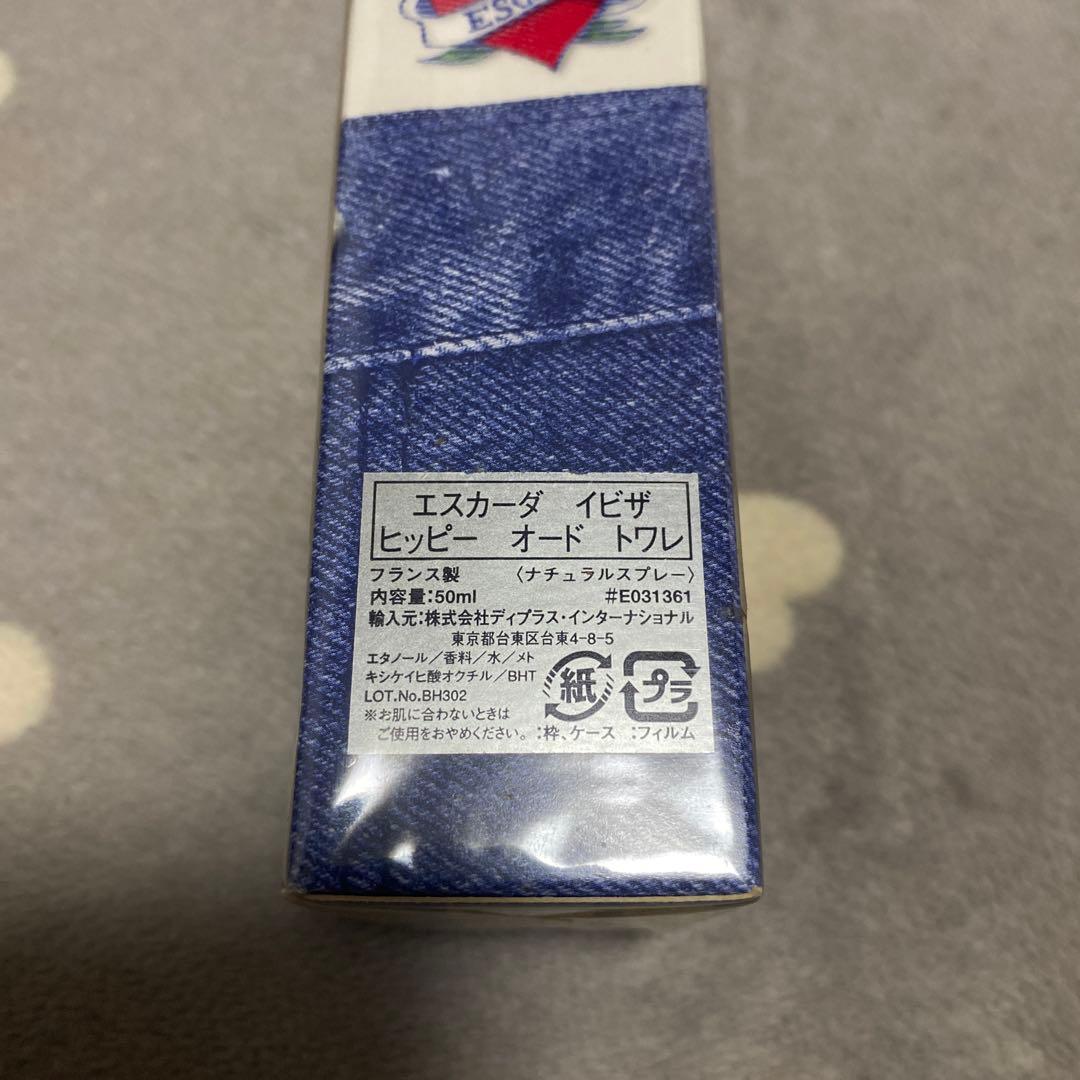 エスカーダ イビザ
ヒッピー オード トワレ
フランス製 〈ナチュラルスプレー〉
内容量:50ml #E031361
輸入元:株式会社ディプラス・インターナショナル
東京都台東区台東4-8-5
エタノール/香料/水/メト
キシケイヒ酸オクチル/BHT
LOT.No.BH302
※お肌に合わないときは
ご使用をおやめください。
紙 プラ
:枠、ケース :フィルム